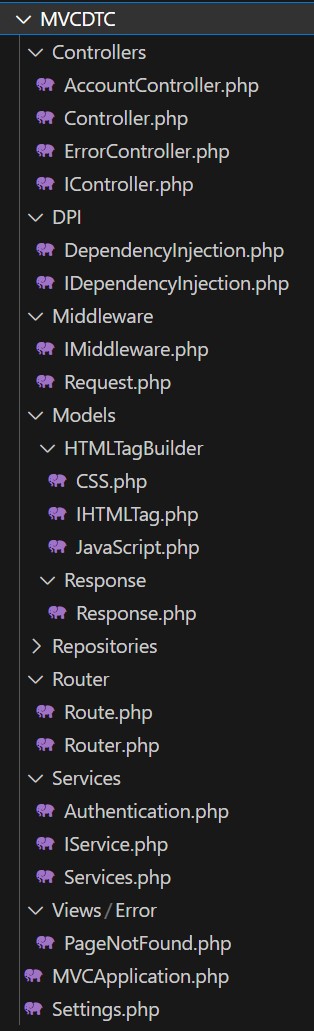 MVCDTC
Controllers
AccountController.php
Controller.php
ErrorController.php
IController.php
DPI
DependencyInjection.php
IDependencyInjection.php
Middleware
IMiddleware.php
Request.php
Models
HTMLTagBuilder
CSS.php
IHTMLTag.php
JavaScript.php
Response
Response.php
Repositories
Router
Route.php
Router.php
Services
Authentication.php
IService.php
Services.php
Views/Error
PageNotFound.php
MVCApplication.php
Settings.php